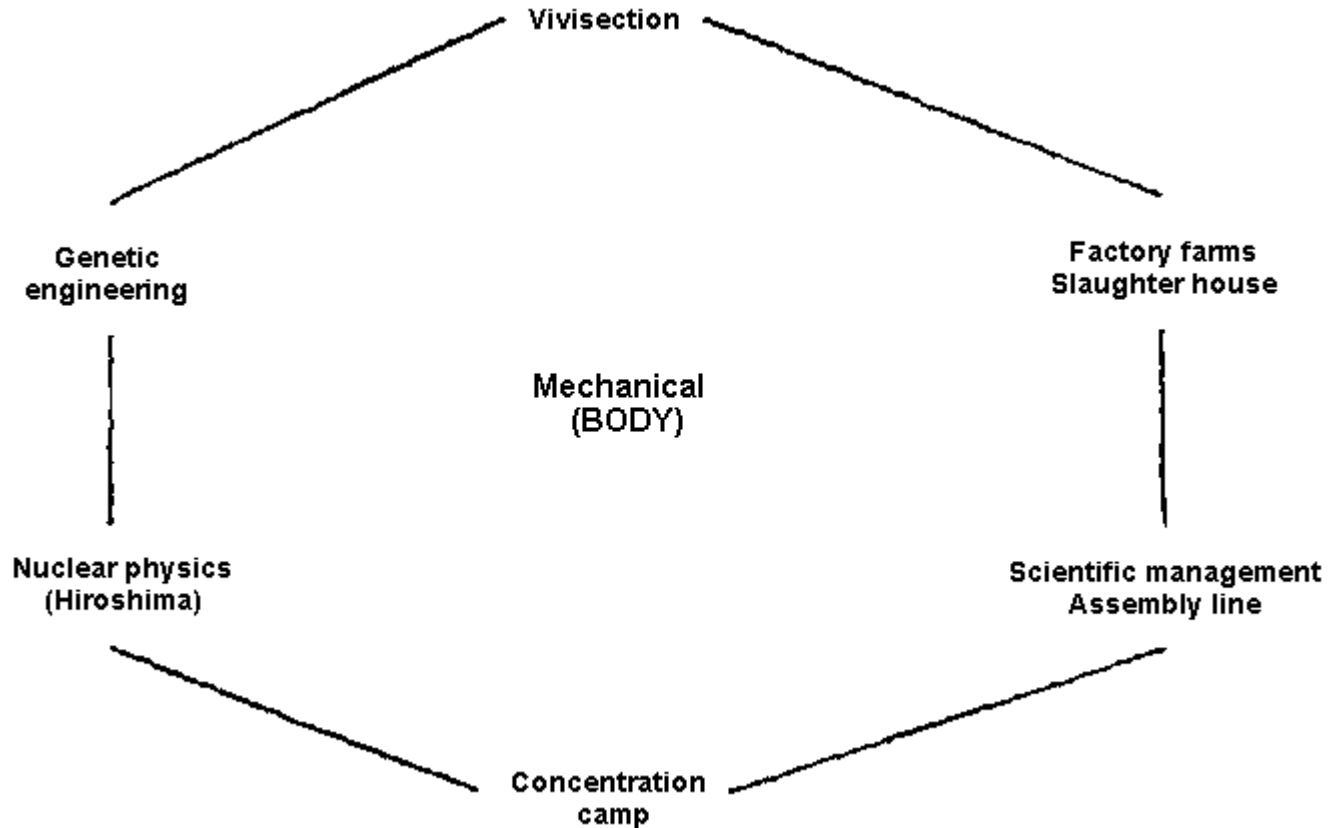 Vivisection
Genetic
engineering
Factory farms
Slaughter house
Mechanical
(BODY)
Nuclear physics
(Hiroshima)
Scientific management
Assembly line
Concentration
camp